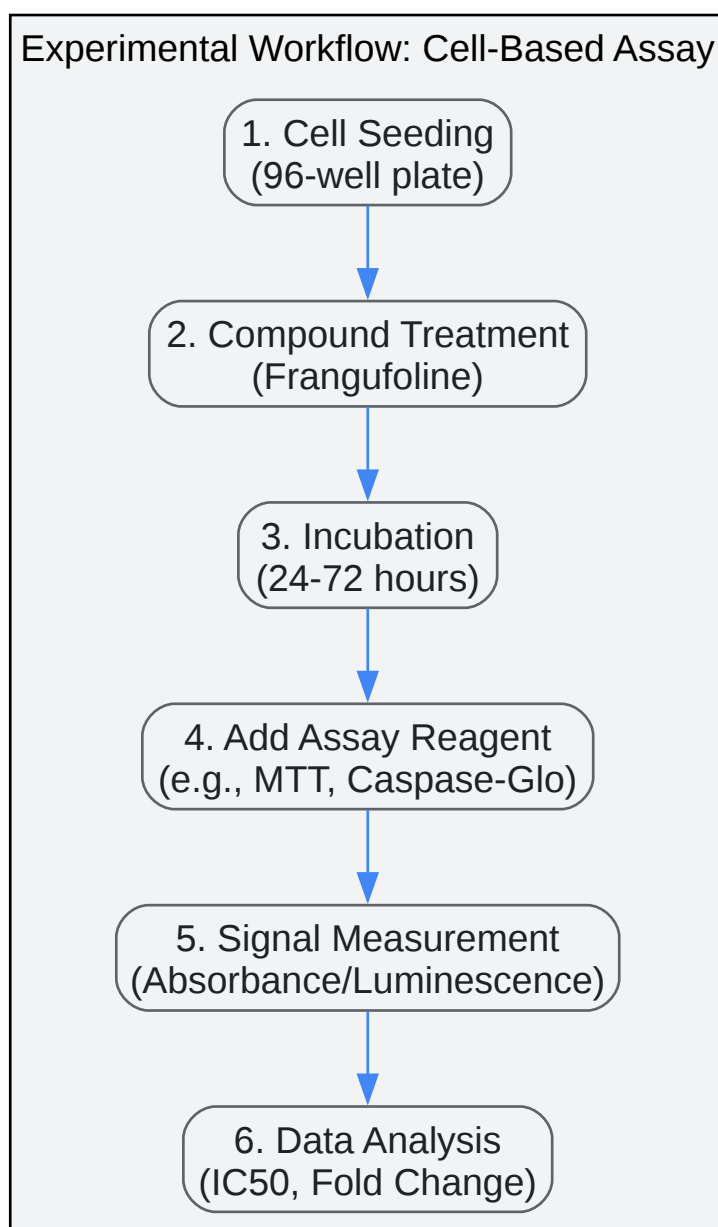 Experimental Workflow: Cell-Based Assay
1. Cell Seeding
(96-well plate)
2. Compound Treatment
(Frangufoline)
3. Incubation
(24-72 hours)
4. Add Assay Reagent
(e.g., MTT, Caspase-Glo)
5. Signal Measurement
(Absorbance/Luminescence)
6. Data Analysis
(IC50, Fold Change)